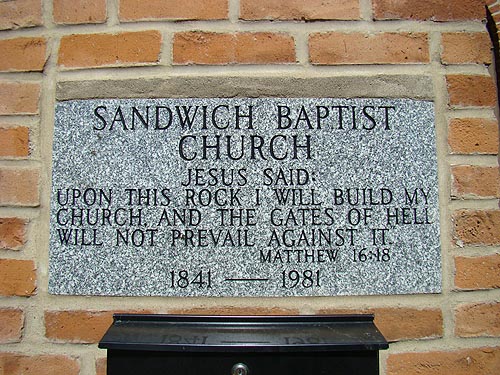 SANDWICH BAPTIST
CHURCH
JESUS SAID:
UPON THIS ROCK I WILL BUILD MY
CHURCH, AND THE GATES OF HELL
WILL NOT PREVAIL AGAINST IT.
MATTHEW 16:18
1841 — 1981